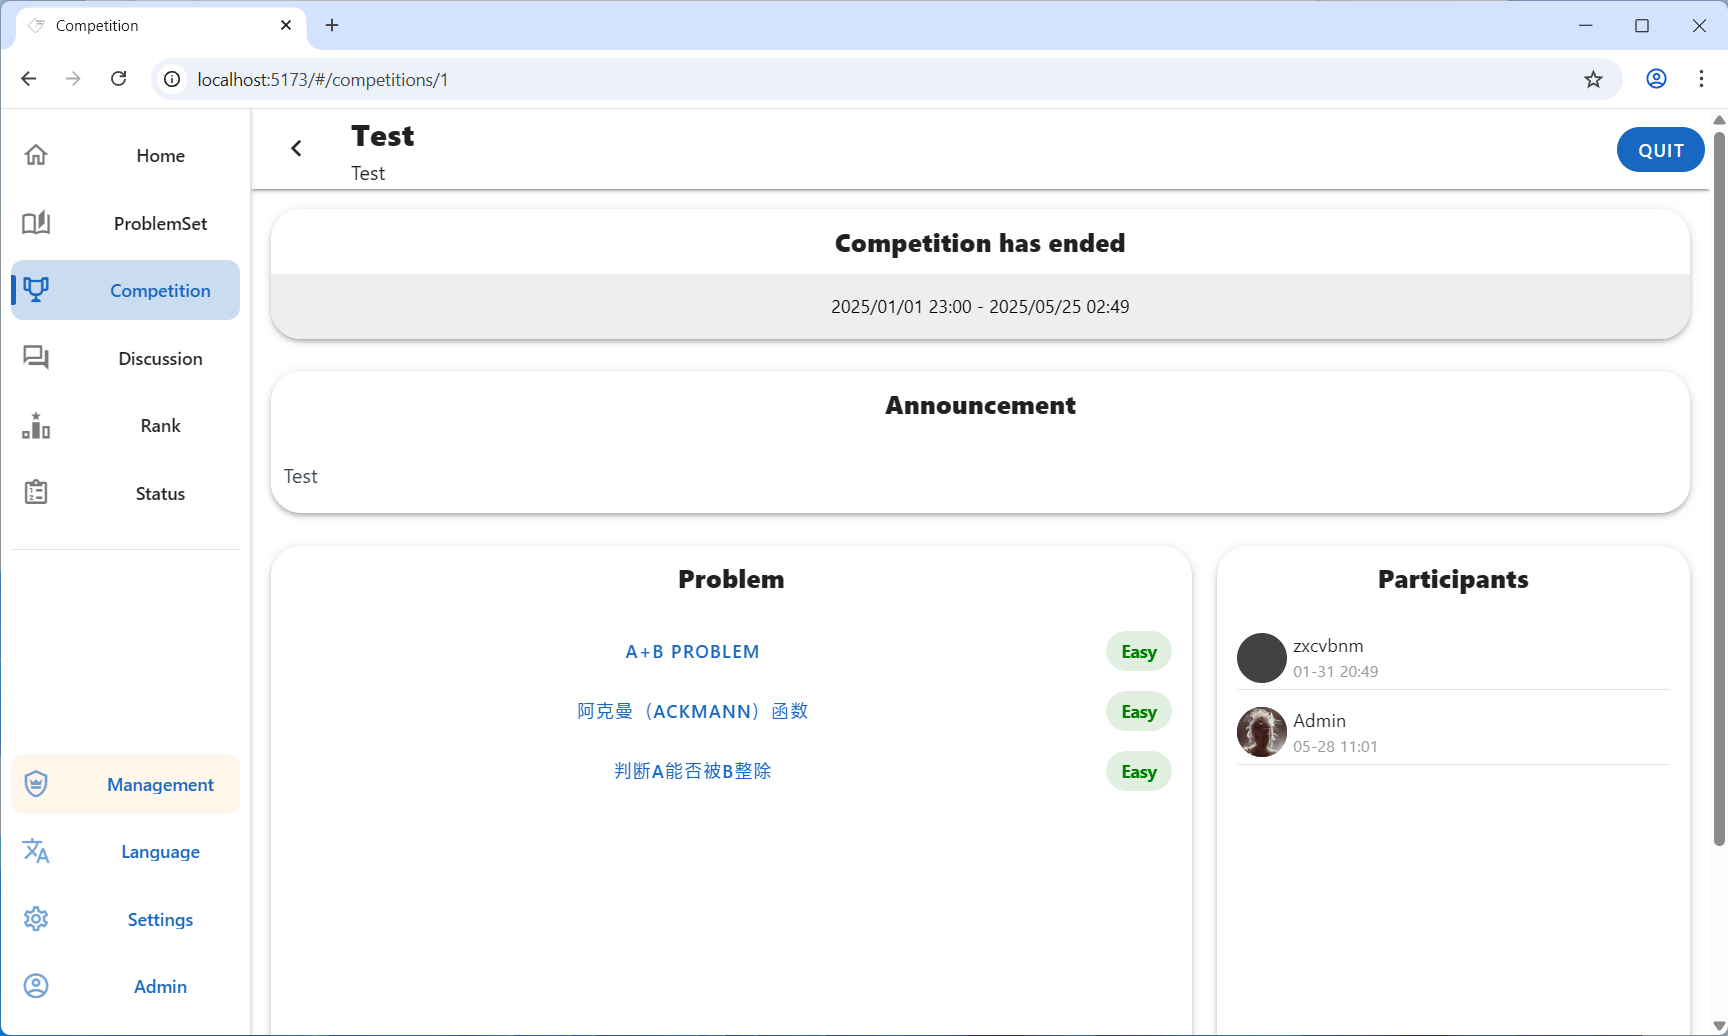 Competition
localhost:5173/#/competitions/1
Home
ProblemSet
Competition
Discussion
Rank
Status
Management
Language
Settings
Admin
Test
Test
QUIT
Competition has ended
2025/01/01 23:00 - 2025/05/25 02:49
Announcement
Test
Problem
A+B PROBLEM Easy
阿克曼（ACKMANN）函数 Easy
判断A能否被B整除 Easy
Participants
zxcvbnm
01-31 20:49
Admin
05-28 11:01